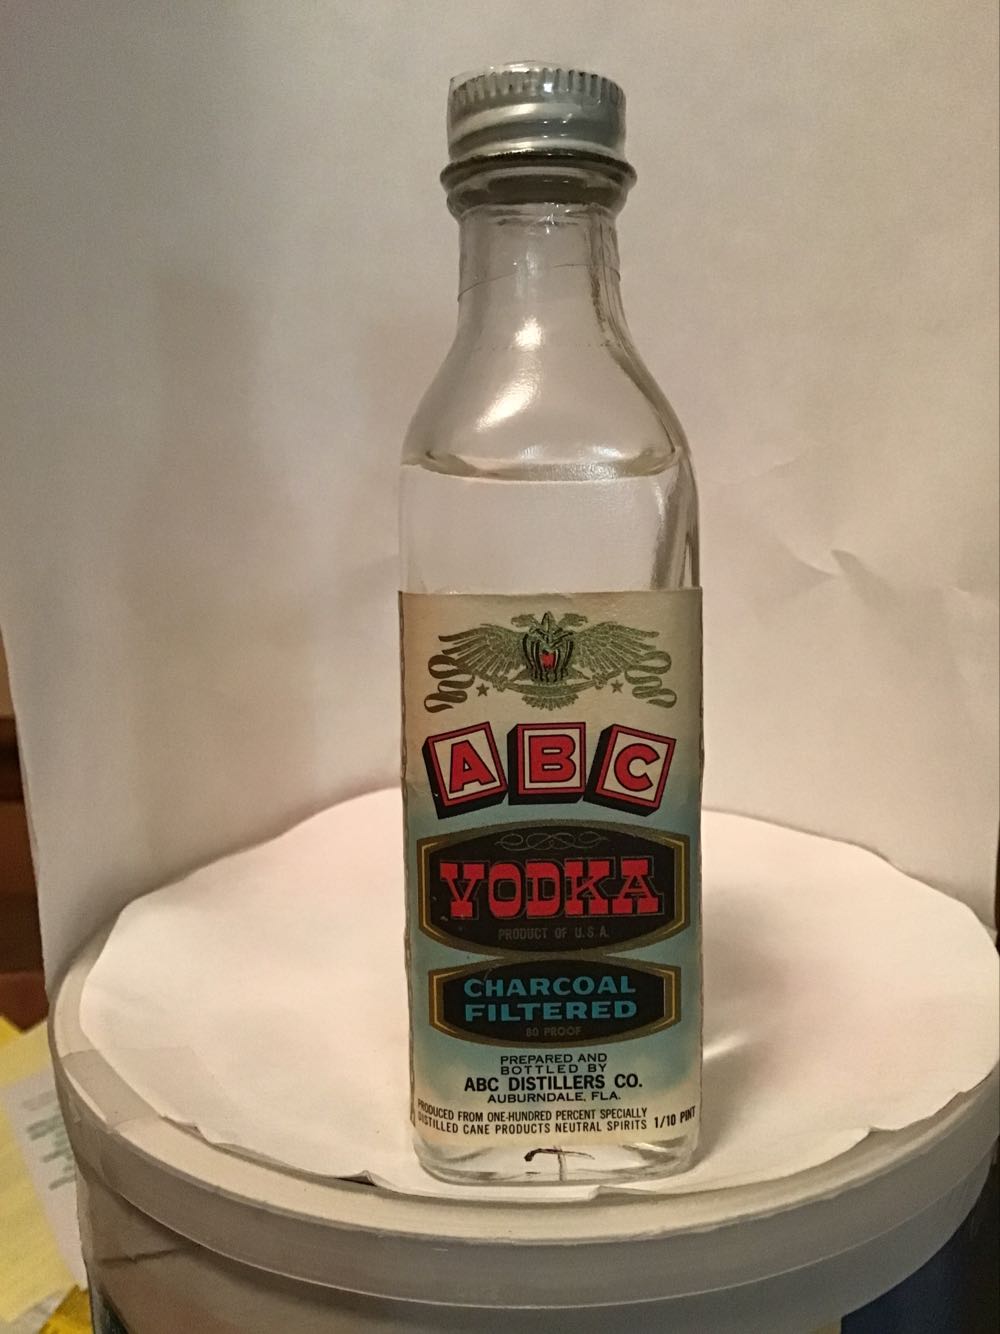 A B C
VODKA
PRODUCT OF U.S.A.
CHARCOAL
FILTERED
80 PROOF
PREPARED AND
BOTTLED BY
ABC DISTILLERS CO.
AUBURNDALE, FLA.
PRODUCED FROM ONE-HUNDRED PERCENT SPECIALLY
DISTILLED CANE PRODUCTS NEUTRAL SPIRITS 1/10 PINT